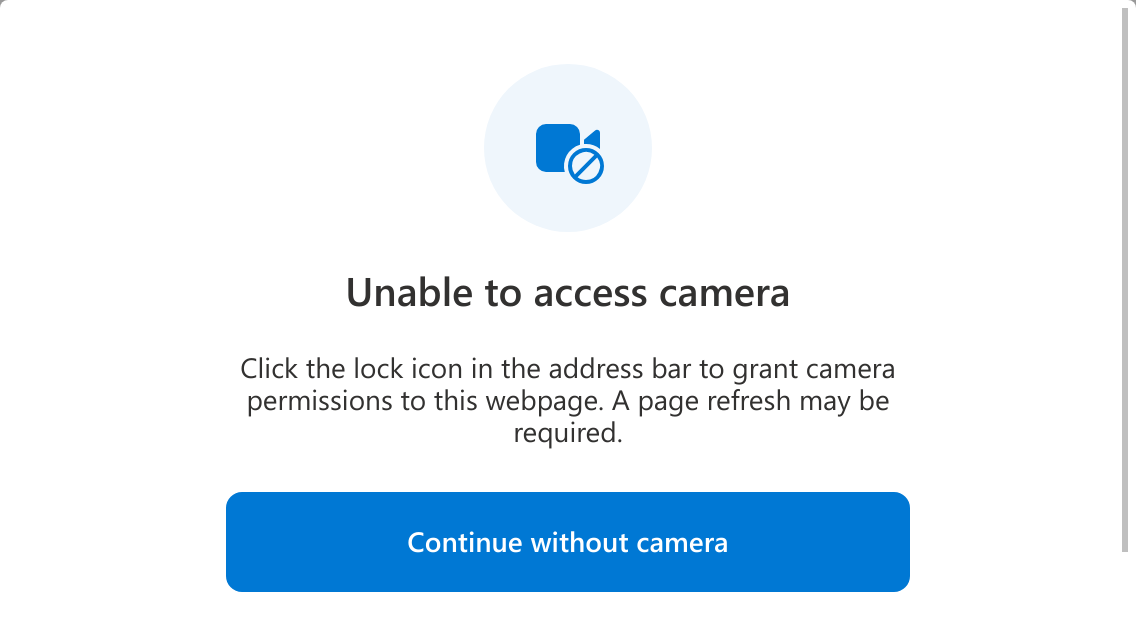 Unable to access camera
Click the lock icon in the address bar to grant camera
permissions to this webpage. A page refresh may be
required.
Continue without camera